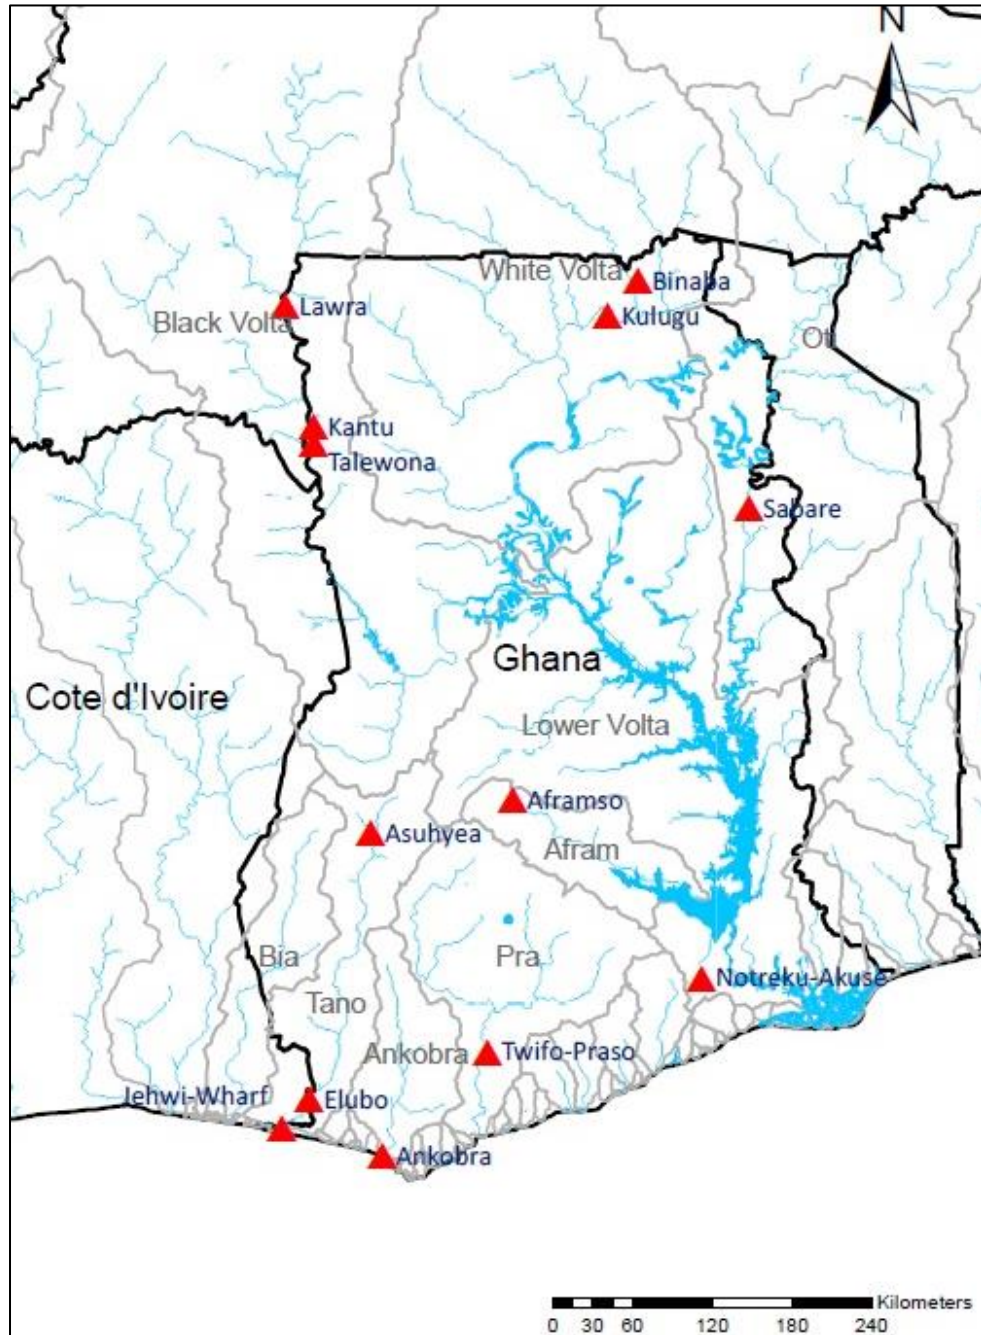 N
White Volta
Binaba
Lawra
Kulugu
Black Volta
Oti
Kantu
Talewona
Sabare
Ghana
Cote d'Ivoire
Lower Volta
Aframso
Asuhyea
Afram
Bia
Pra
Notreku-Akuse
Tano
Ankobra
Twifo-Praso
Jehwi-Wharf
Elubo
Ankobra
Kilometers
0 30 60 120 180 240